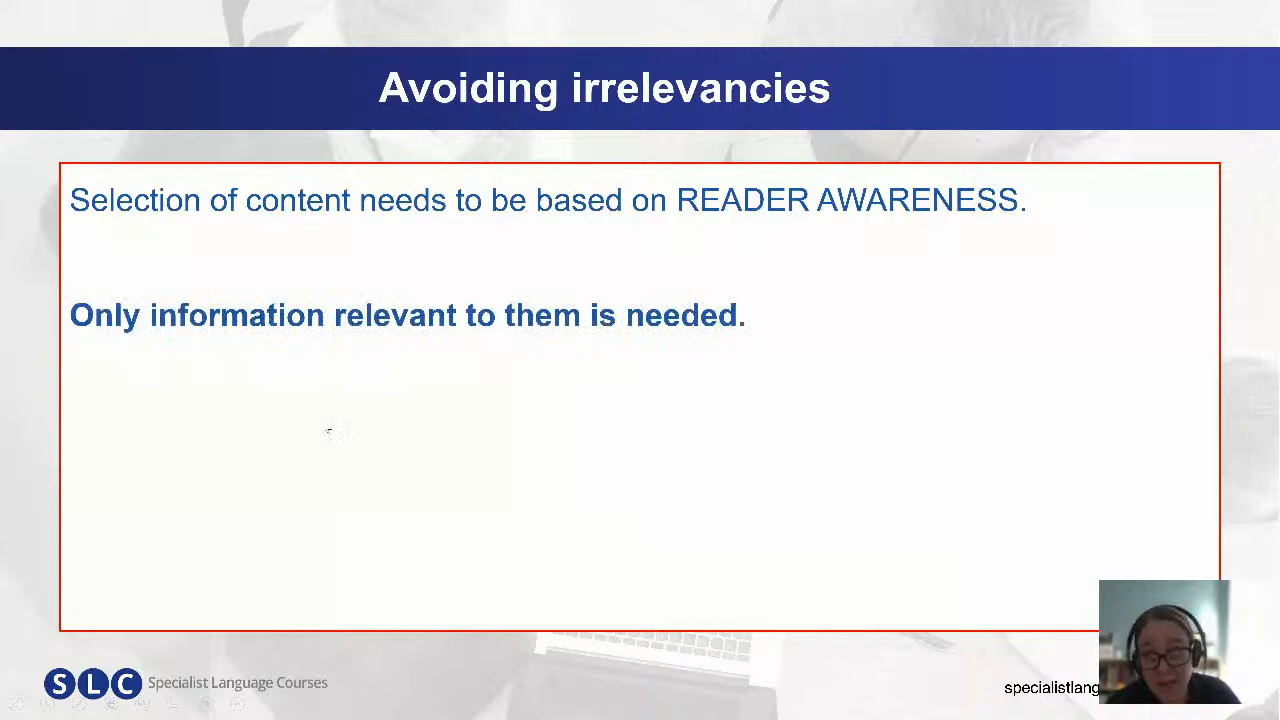 Avoiding irrelevancies
Selection of content needs to be based on READER AWARENESS.
Only information relevant to them is needed.
SLC Specialist Language Courses
specialistlang